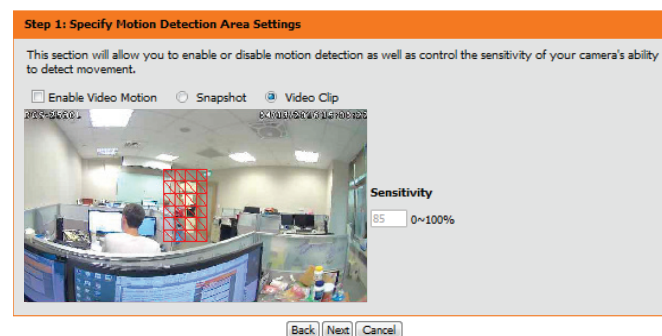 Step 1: Specify Motion Detection Area Settings
This section will allow you to enable or disable motion detection as well as control the sensitivity of your camera's ability
to detect movement.
Enable Video Motion Snapshot Video Clip
Sensitivity
85 0~100%
Back Next Cancel